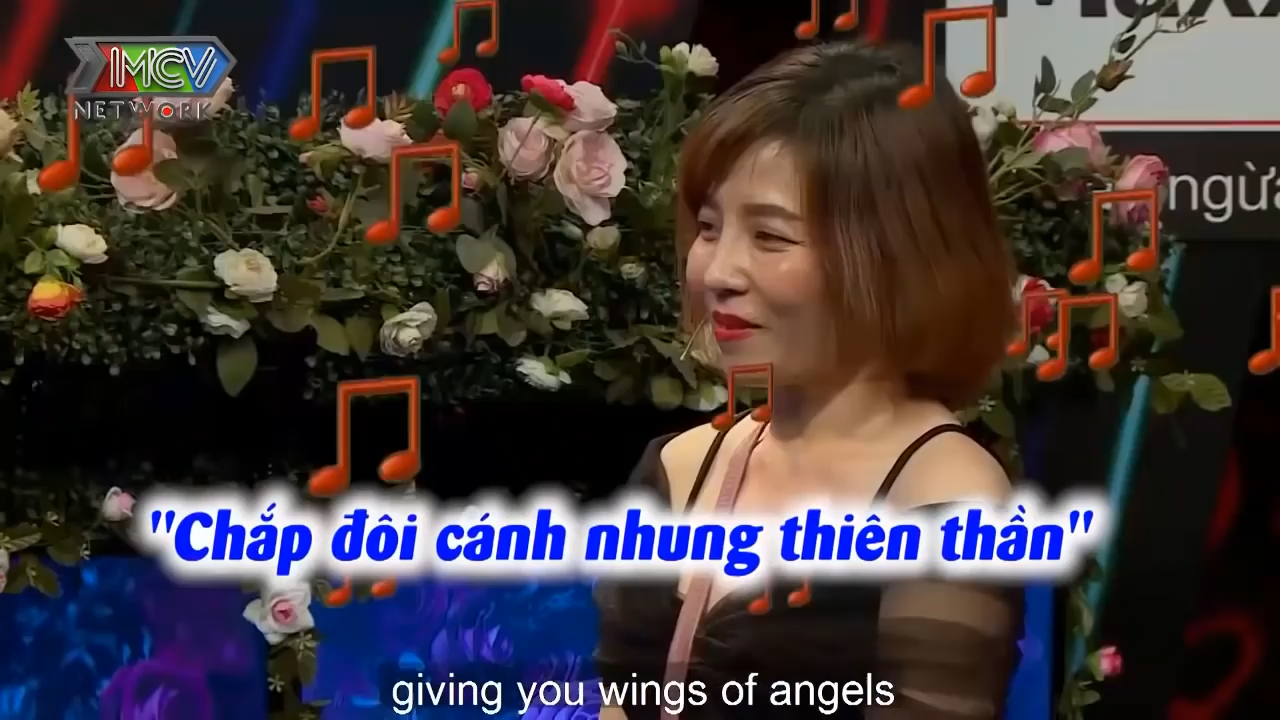 MCV
NETWORK
ngừa
"Chắp đôi cánh nhung thiên thần"
giving you wings of angels